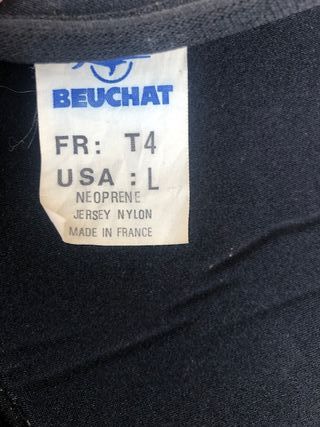 BEUCHAT
FR: T4
USA : L
NEOPRENE
JERSEY NYLON
MADE IN FRANCE